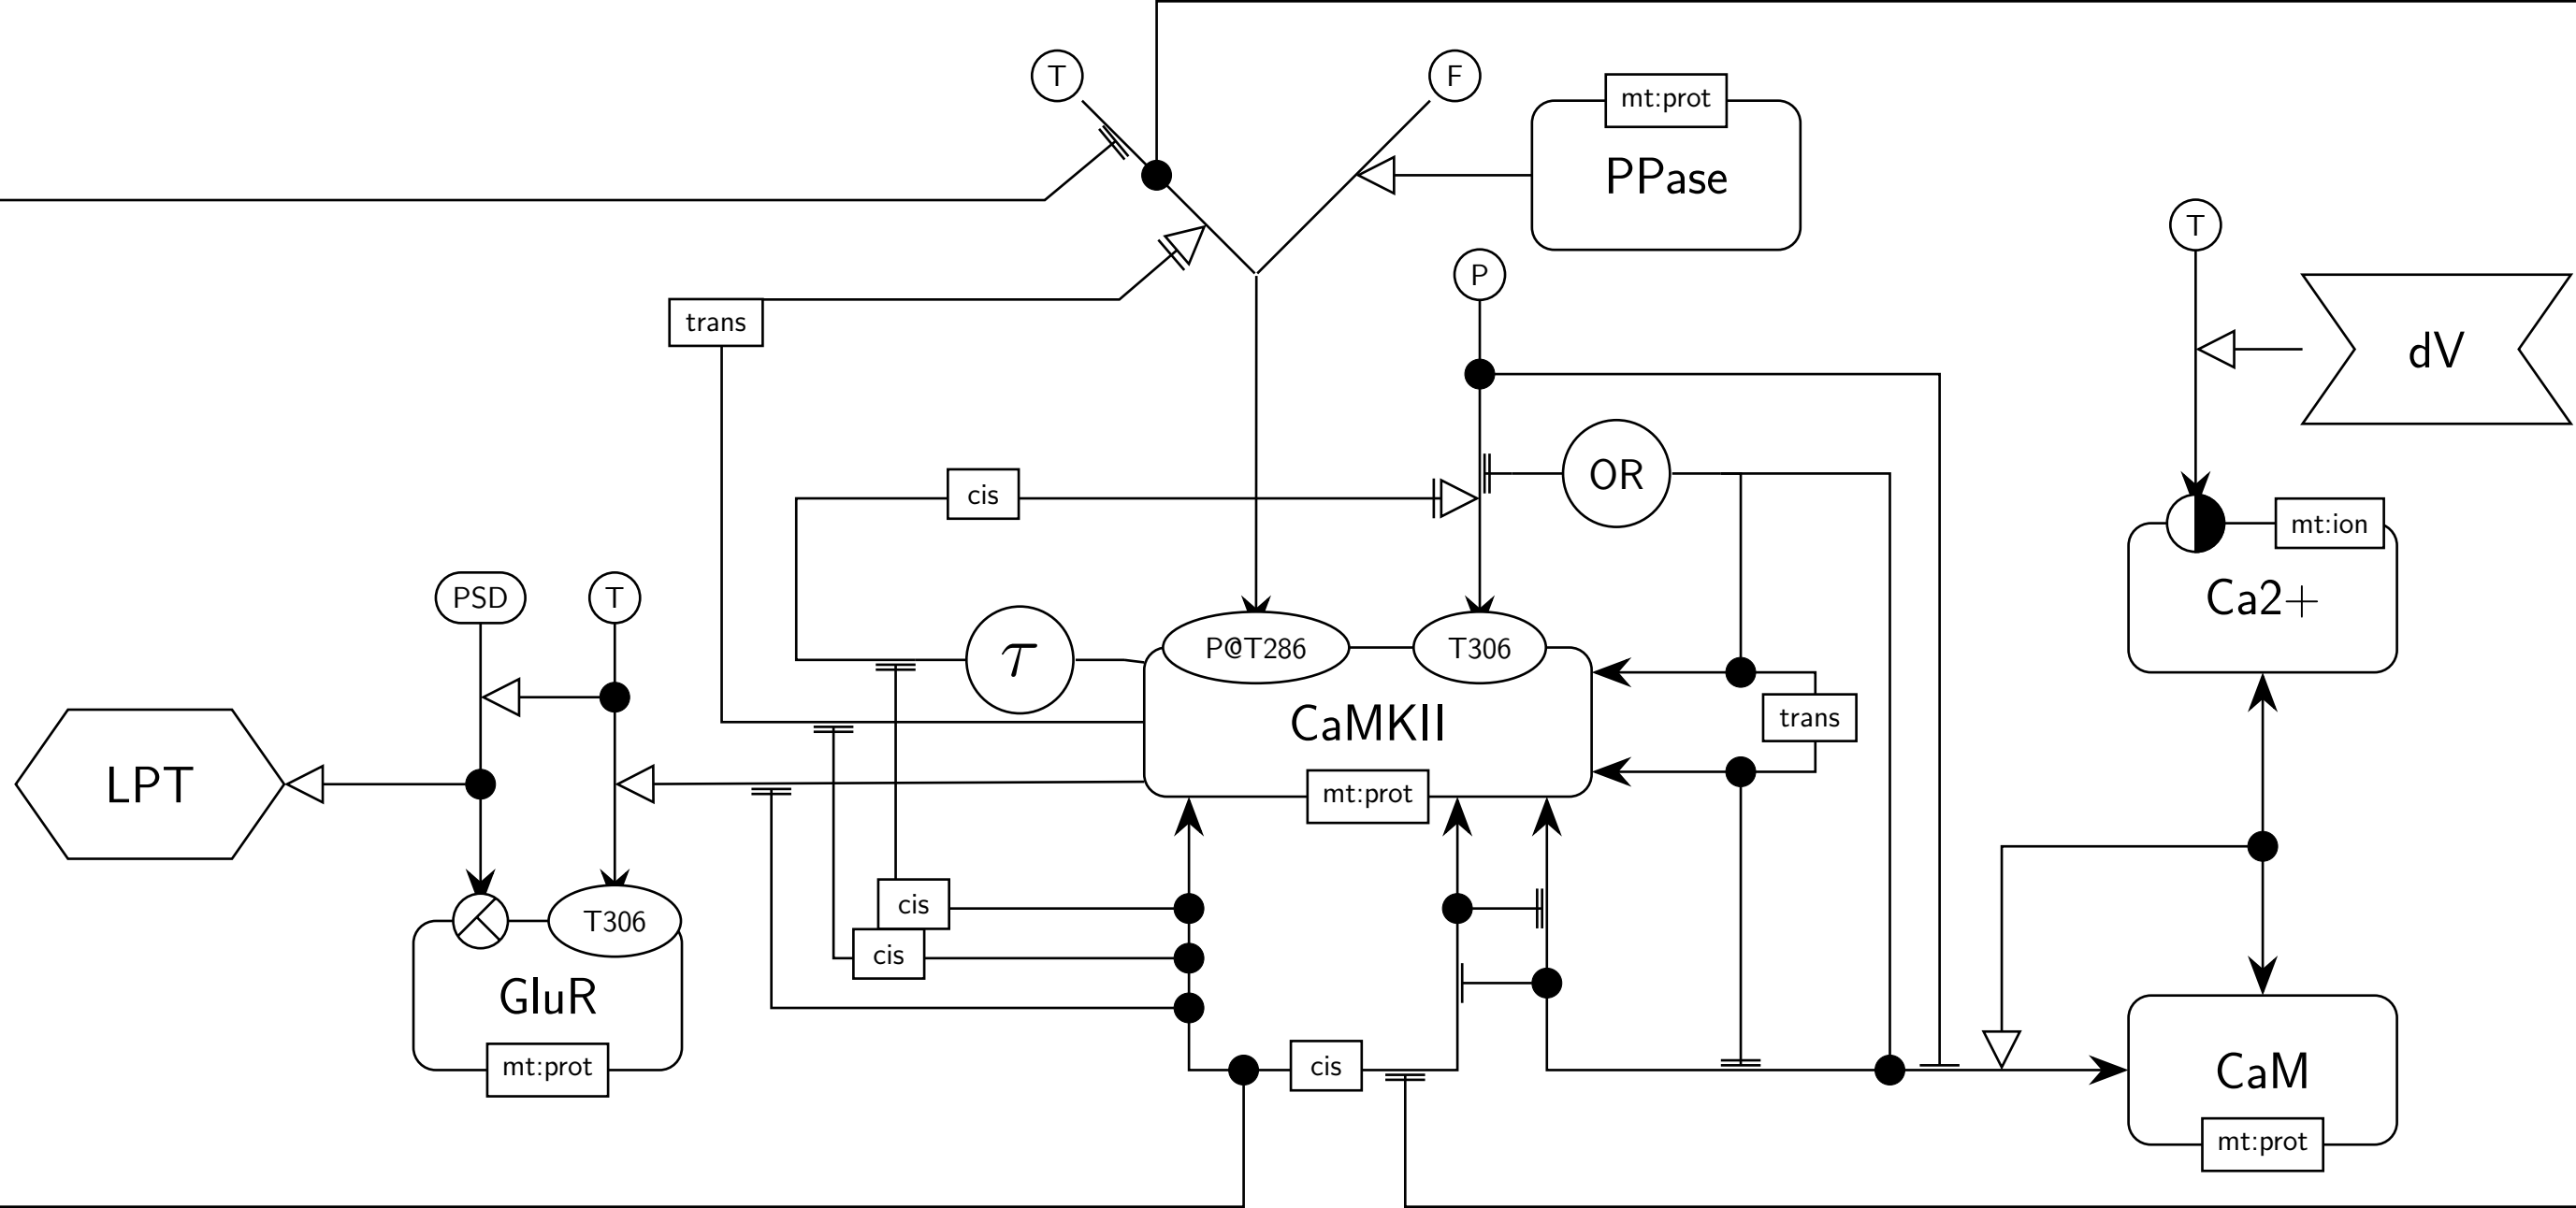 T
F
mt:prot
PPase
T
P
trans
dV
OR
cis
mt:ion
Ca2+
PSD
T
τ
P@T286
T306
trans
CaMKII
LPT
mt:prot
cis
T306
cis
GluR
mt:prot
cis
CaM
mt:prot